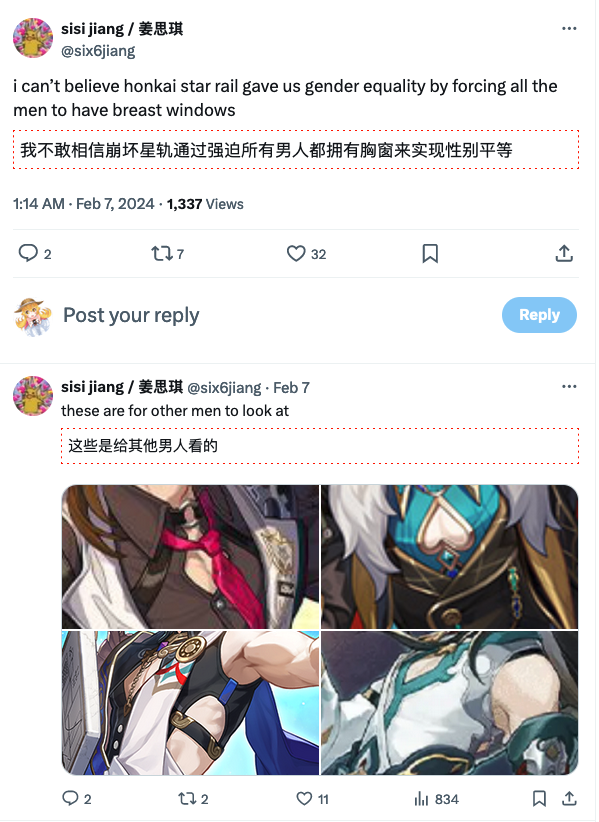 sisi jiang / 姜思琪
@six6jiang
i can’t believe honkai star rail gave us gender equality by forcing all the
men to have breast windows
我不敢相信崩坏星轨通过强迫所有男人都拥有胸窗来实现性别平等
1:14 AM · Feb 7, 2024 · 1,337 Views
2 7 32
Post your reply
Reply
sisi jiang / 姜思琪 @six6jiang · Feb 7
these are for other men to look at
这些是给其他男人看的
2 2 11 834